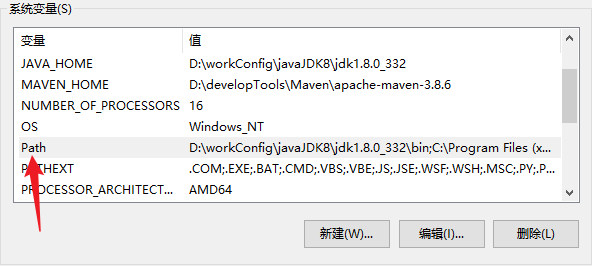 系统变量(S)
变量 值
JAVA_HOME D:\workConfig\javaJDK8\jdk1.8.0_332
MAVEN_HOME D:\developTools\Maven\apache-maven-3.8.6
NUMBER_OF_PROCESSORS 16
OS Windows_NT
Path D:\workConfig\javaJDK8\jdk1.8.0_332\bin;C:\Program Files (x...
PATHEXT .COM;.EXE;.BAT;.CMD;.VBS;.VBE;.JS;.JSE;.WSF;.WSH;.MSC;.PY;.P...
PROCESSOR_ARCHITECT... AMD64
新建(W)... 编辑(I)... 删除(L)